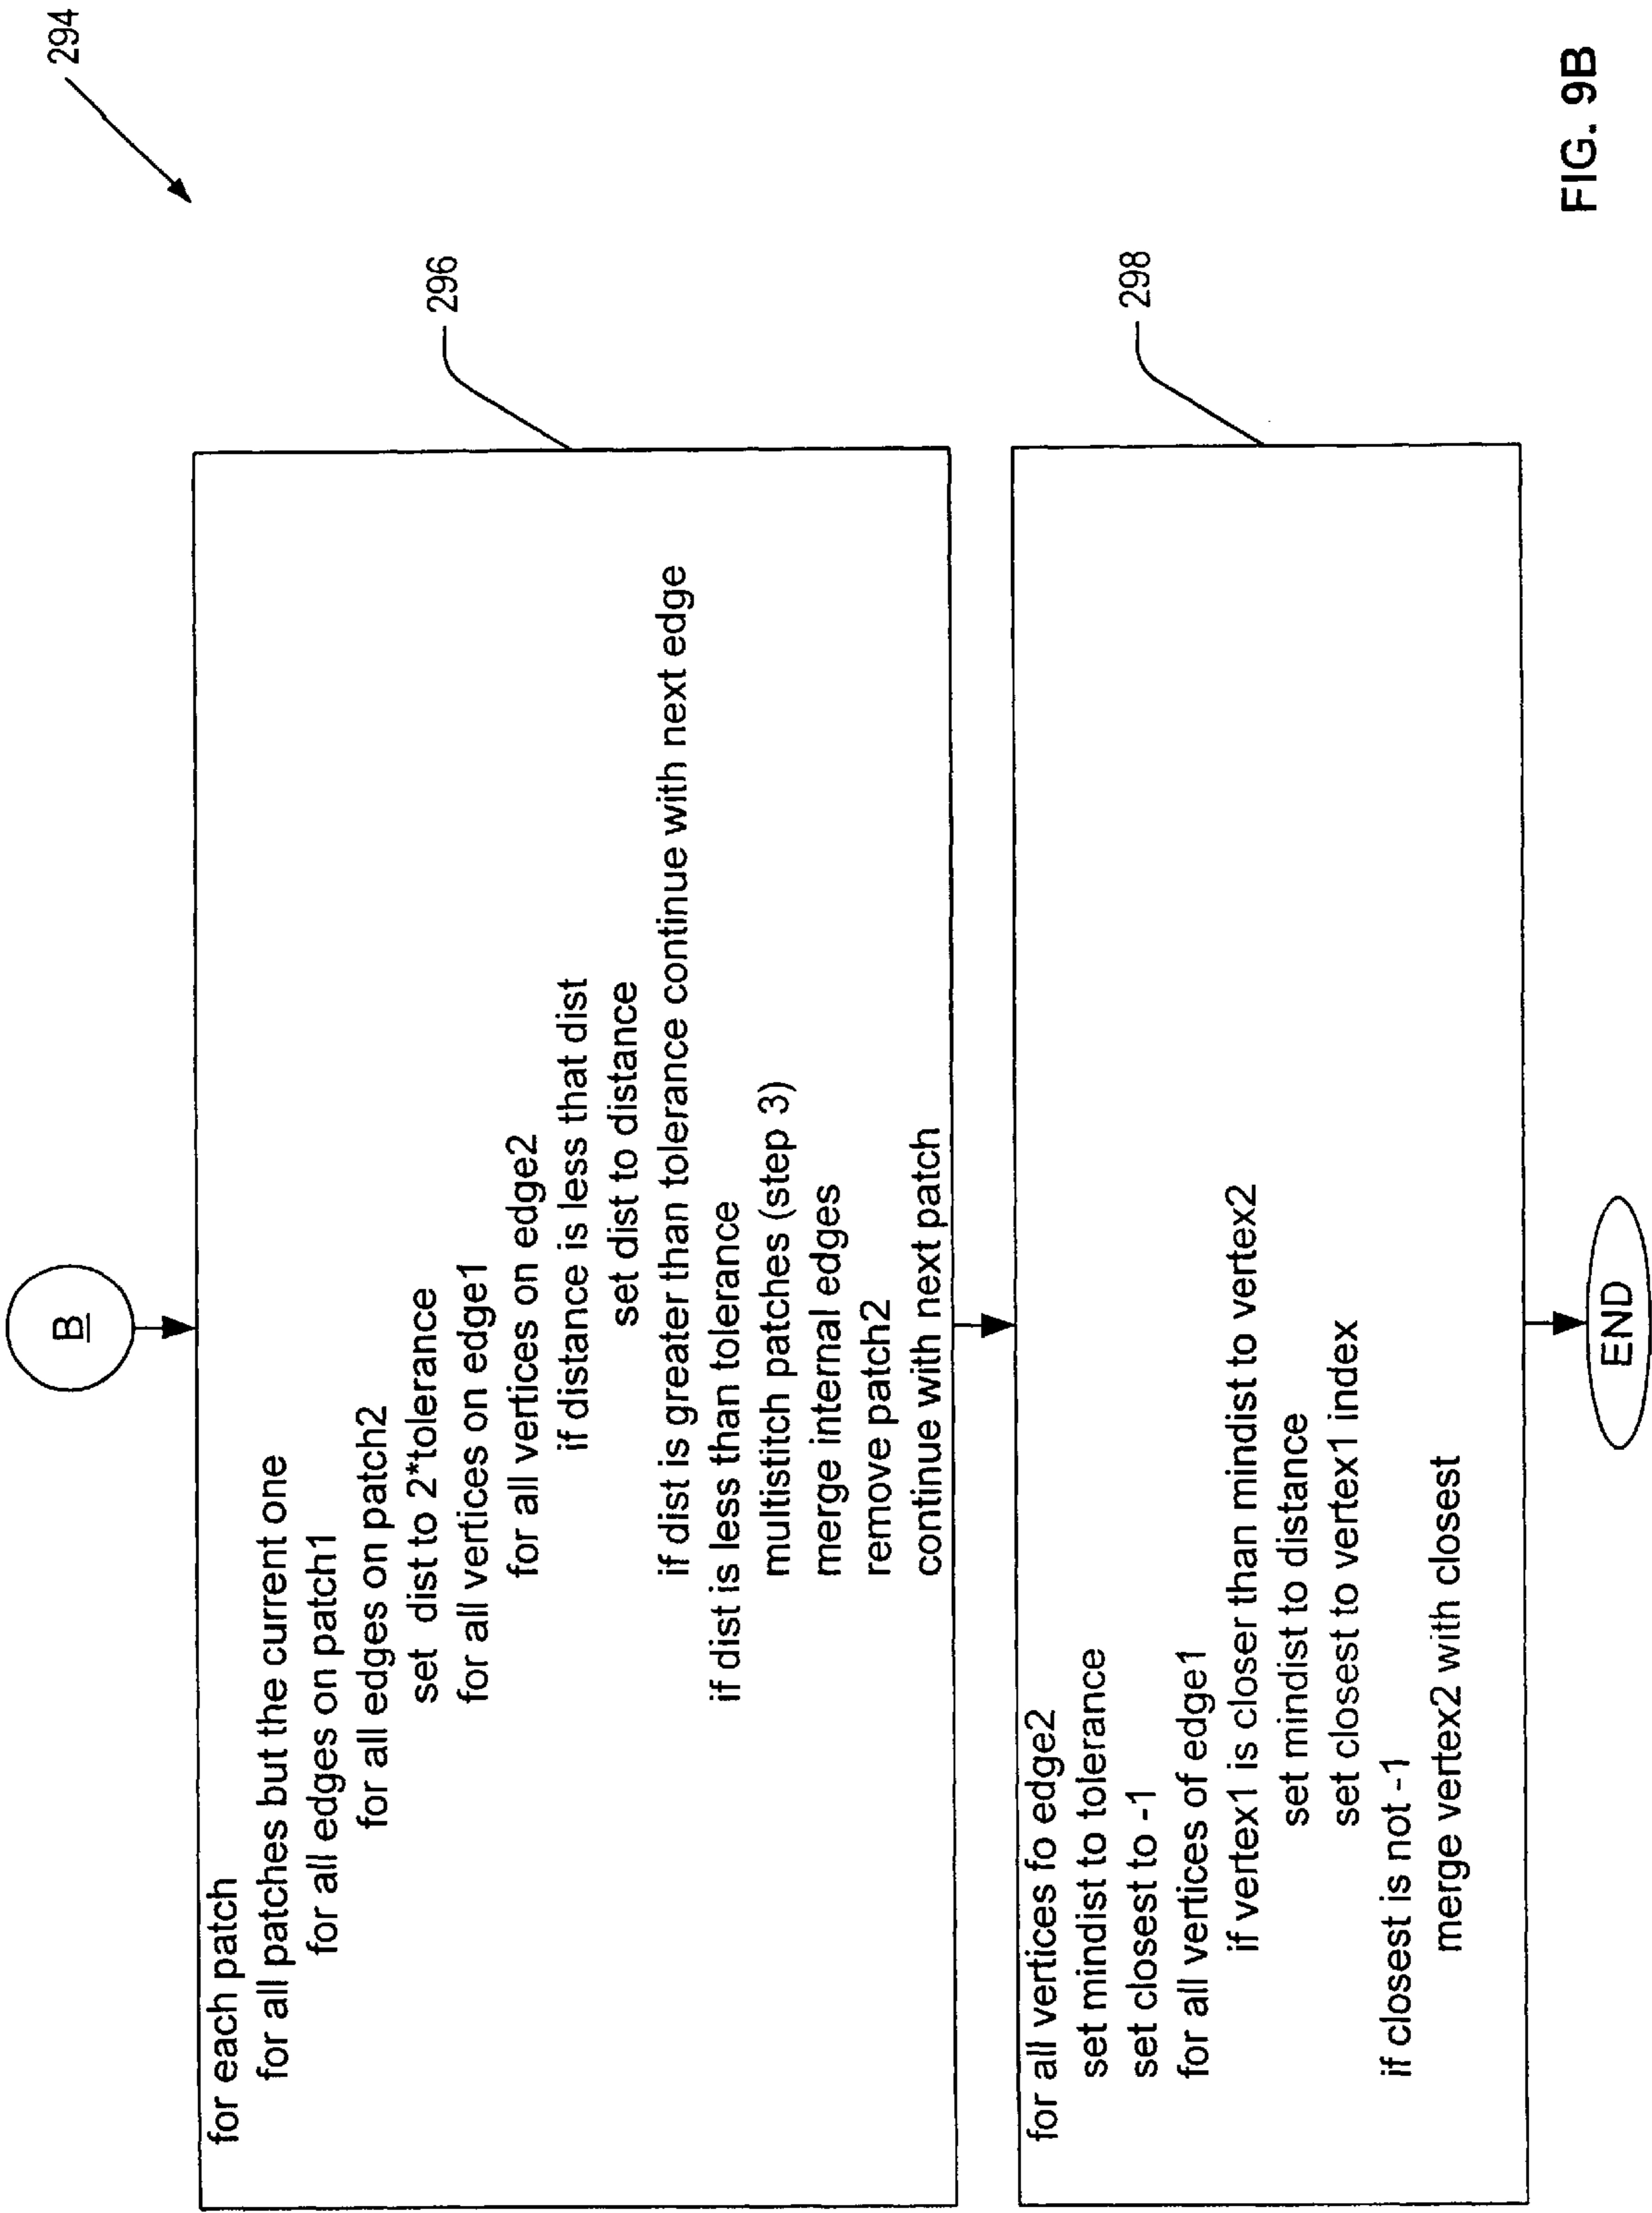 294
B
296
for each patch
for all patches but the current one
for all edges on patch1
for all edges on patch2
set dist to 2*tolerance
for all vertices on edge1
for all vertices on edge2
if distance is less that dist
set dist to distance
if dist is greater than tolerance continue with next edge
if dist is less than tolerance
multistitch patches (step 3)
merge internal edges
remove patch2
continue with next patch
298
for all vertices fo edge2
set mindist to tolerance
set closest to -1
for all vertices of edge1
if vertex1 is closer than mindist to vertex2
set mindist to distance
set closest to vertex1 index
if closest is not -1
merge vertex2 with closest
END
FIG. 9B